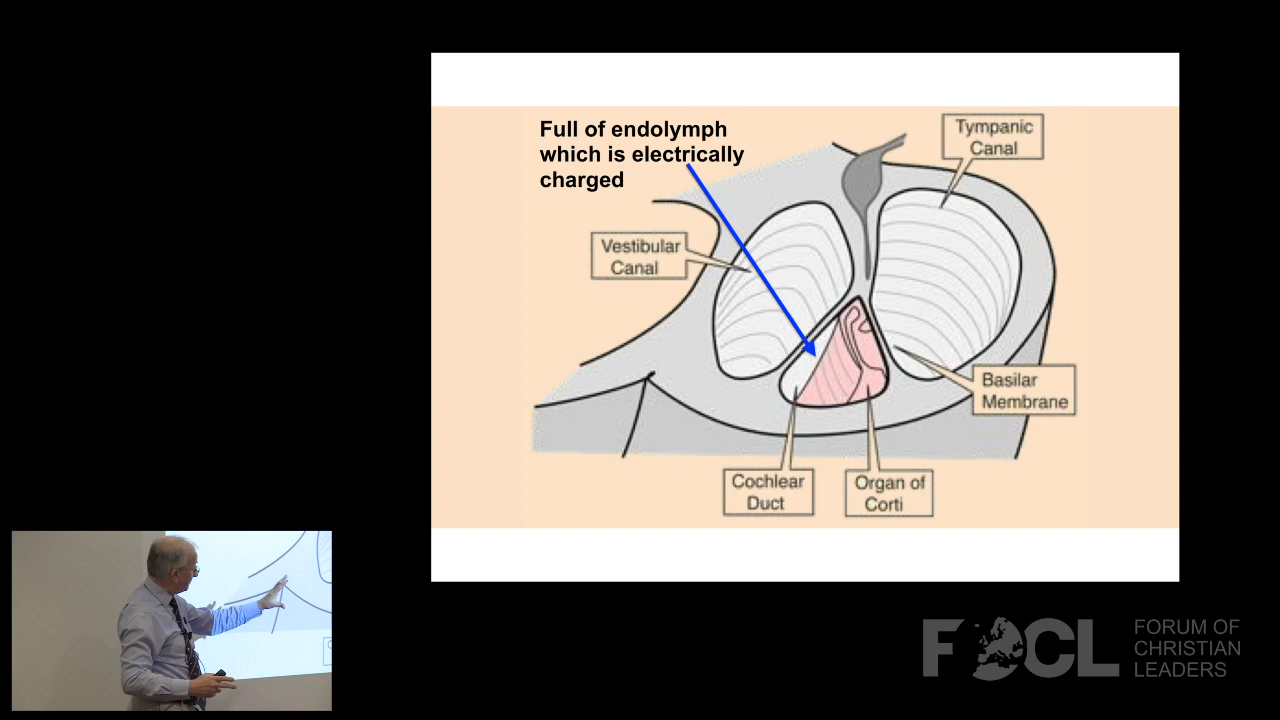 Full of endolymph
which is electrically
charged
Tympanic
Canal
Vestibular
Canal
Basilar
Membrane
Cochlear
Duct
Organ of
Corti
FOCL
FORUM OF
CHRISTIAN
LEADERS